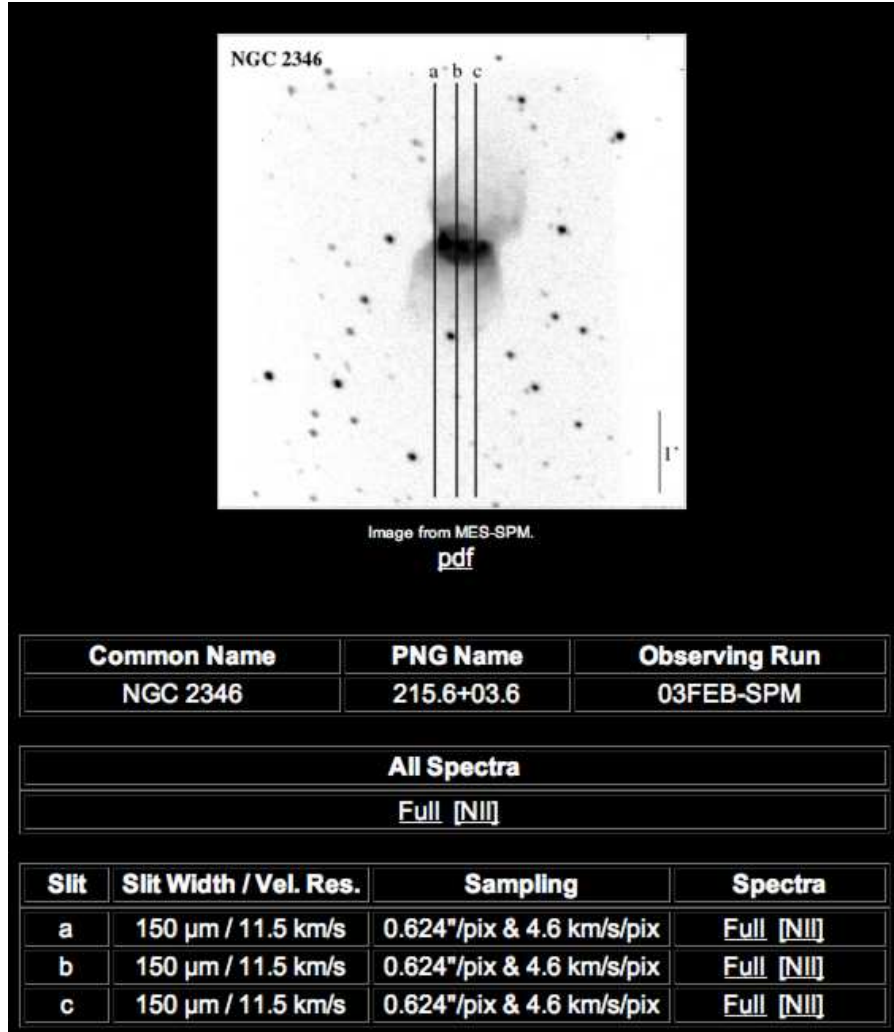 NGC 2346
a b c
1'
Image from MES-SPM.
pdf
Common Name PNG Name Observing Run
NGC 2346 215.6+03.6 03FEB-SPM
All Spectra
Full [NII]
Slit Slit Width / Vel. Res. Sampling Spectra
a 150 µm / 11.5 km/s 0.624"/pix & 4.6 km/s/pix Full [NII]
b 150 µm / 11.5 km/s 0.624"/pix & 4.6 km/s/pix Full [NII]
c 150 µm / 11.5 km/s 0.624"/pix & 4.6 km/s/pix Full [NII]